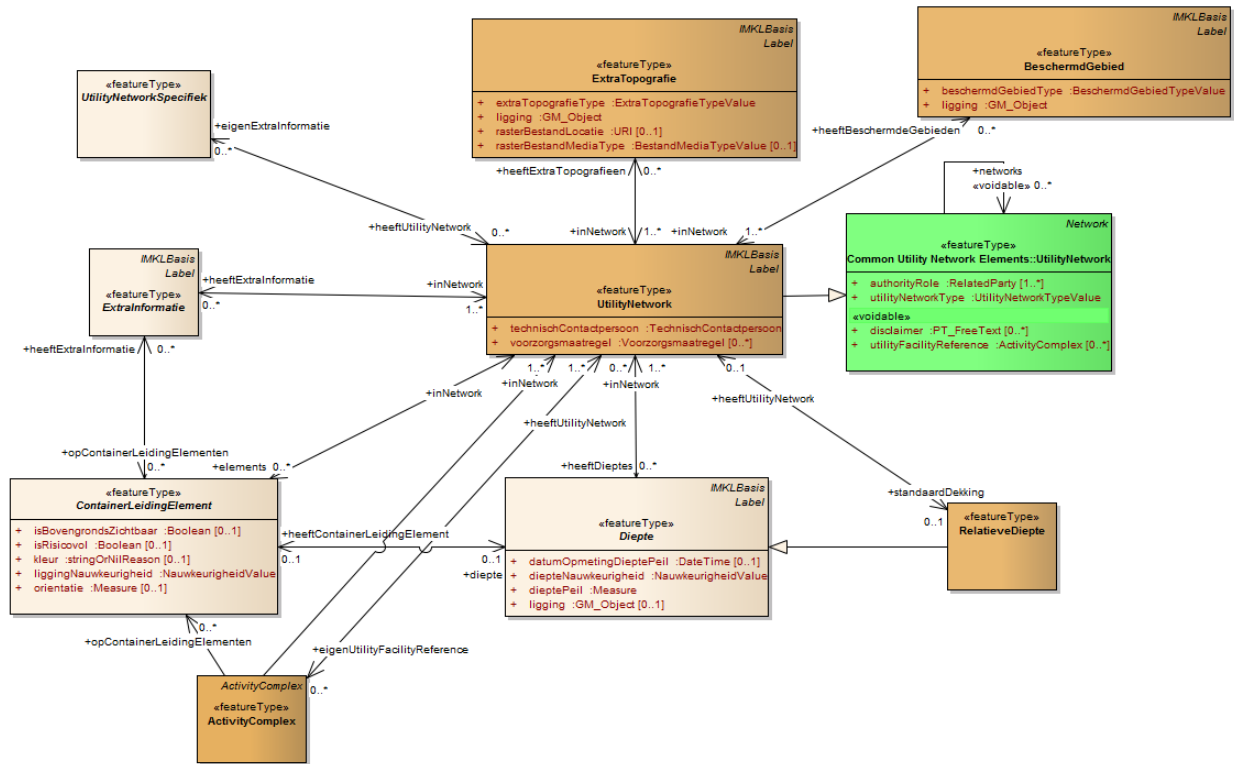 IMKLBasis
Label
«featureType»
ExtraTopografie
+ extraTopografieType :ExtraTopografieTypeValue
+ ligging :GM_Object
+ rasterBestandLocatie :URI [0..1]
+ rasterBestandMediaType :BestandMediaTypeValue [0..1]
IMKLBasis
Label
«featureType»
BeschermdGebied
+ beschermdGebiedType :BeschermdGebiedTypeValue
+ ligging :GM_Object
«featureType»
UtilityNetworkSpecifiek
+eigenExtraInformatie
0..*
+heeftExtraTopografieen 0..*
+heeftBeschermdeGebieden 0..*
+networks
«voidable» 0..*
+heeftUtilityNetwork 0..*
+inNetwork 1..*
+inNetwork 1..*
Network
«featureType»
Common Utility Network Elements::UtilityNetwork
+ authorityRole :RelatedParty [1..*]
+ utilityNetworkType :UtilityNetworkTypeValue
«voidable»
+ disclaimer :PT_FreeText [0..*]
+ utilityFacilityReference :ActivityComplex [0..*]
IMKLBasis
Label
«featureType»
ExtraInformatie
+heeftExtraInformatie
0..*
+inNetwork
1..*
IMKLBasis
Label
«featureType»
UtilityNetwork
+ technischContactpersoon :TechnischContactpersoon
+ voorzorgsmaatregel :Voorzorgsmaatregel [0..*]
+heeftExtraInformatie 0..*
1..* 1..* 0..* 1..* 0..1
+inNetwork
+inNetwork
+inNetwork
+heeftUtilityNetwork
+heeftUtilityNetwork
+opContainerLeidingElementen
0..*
+elements 0..*
+heeftDieptes 0..*
+standaardDekking
0..1
«featureType»
ContainerLeidingElement
+ isBovengrondsZichtbaar :Boolean [0..1]
+ isRisicovol :Boolean [0..1]
+ kleur :stringOrNilReason [0..1]
+ liggingNauwkeurigheid :NauwkeurigheidValue
+ orientatie :Measure [0..1]
+heeftContainerLeidingElement
0..1
0..1
+diepte
IMKLBasis
Label
«featureType»
Diepte
+ datumOpmetingDieptePeil :DateTime [0..1]
+ diepteNauwkeurigheid :NauwkeurigheidValue
+ dieptePeil :Measure
+ ligging :GM_Object [0..1]
«featureType»
RelatieveDiepte
0..*
+opContainerLeidingElementen
+eigenUtilityFacilityReference
0..*
ActivityComplex
«featureType»
ActivityComplex